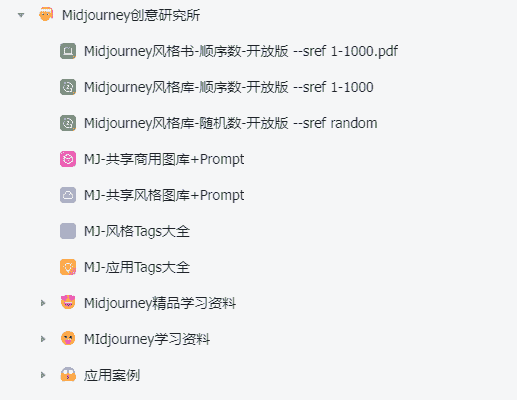 Midjourney创意研究所
Midjourney风格书-顺序数-开放版 --sref 1-1000.pdf
Midjourney风格库-顺序数-开放版 --sref 1-1000
Midjourney风格库-随机数-开放版 --sref random
MJ-共享商用图库+Prompt
MJ-共享风格图库+Prompt
MJ-风格Tags大全
MJ-应用Tags大全
Midjourney精品学习资料
MIdjourney学习资料
应用案例